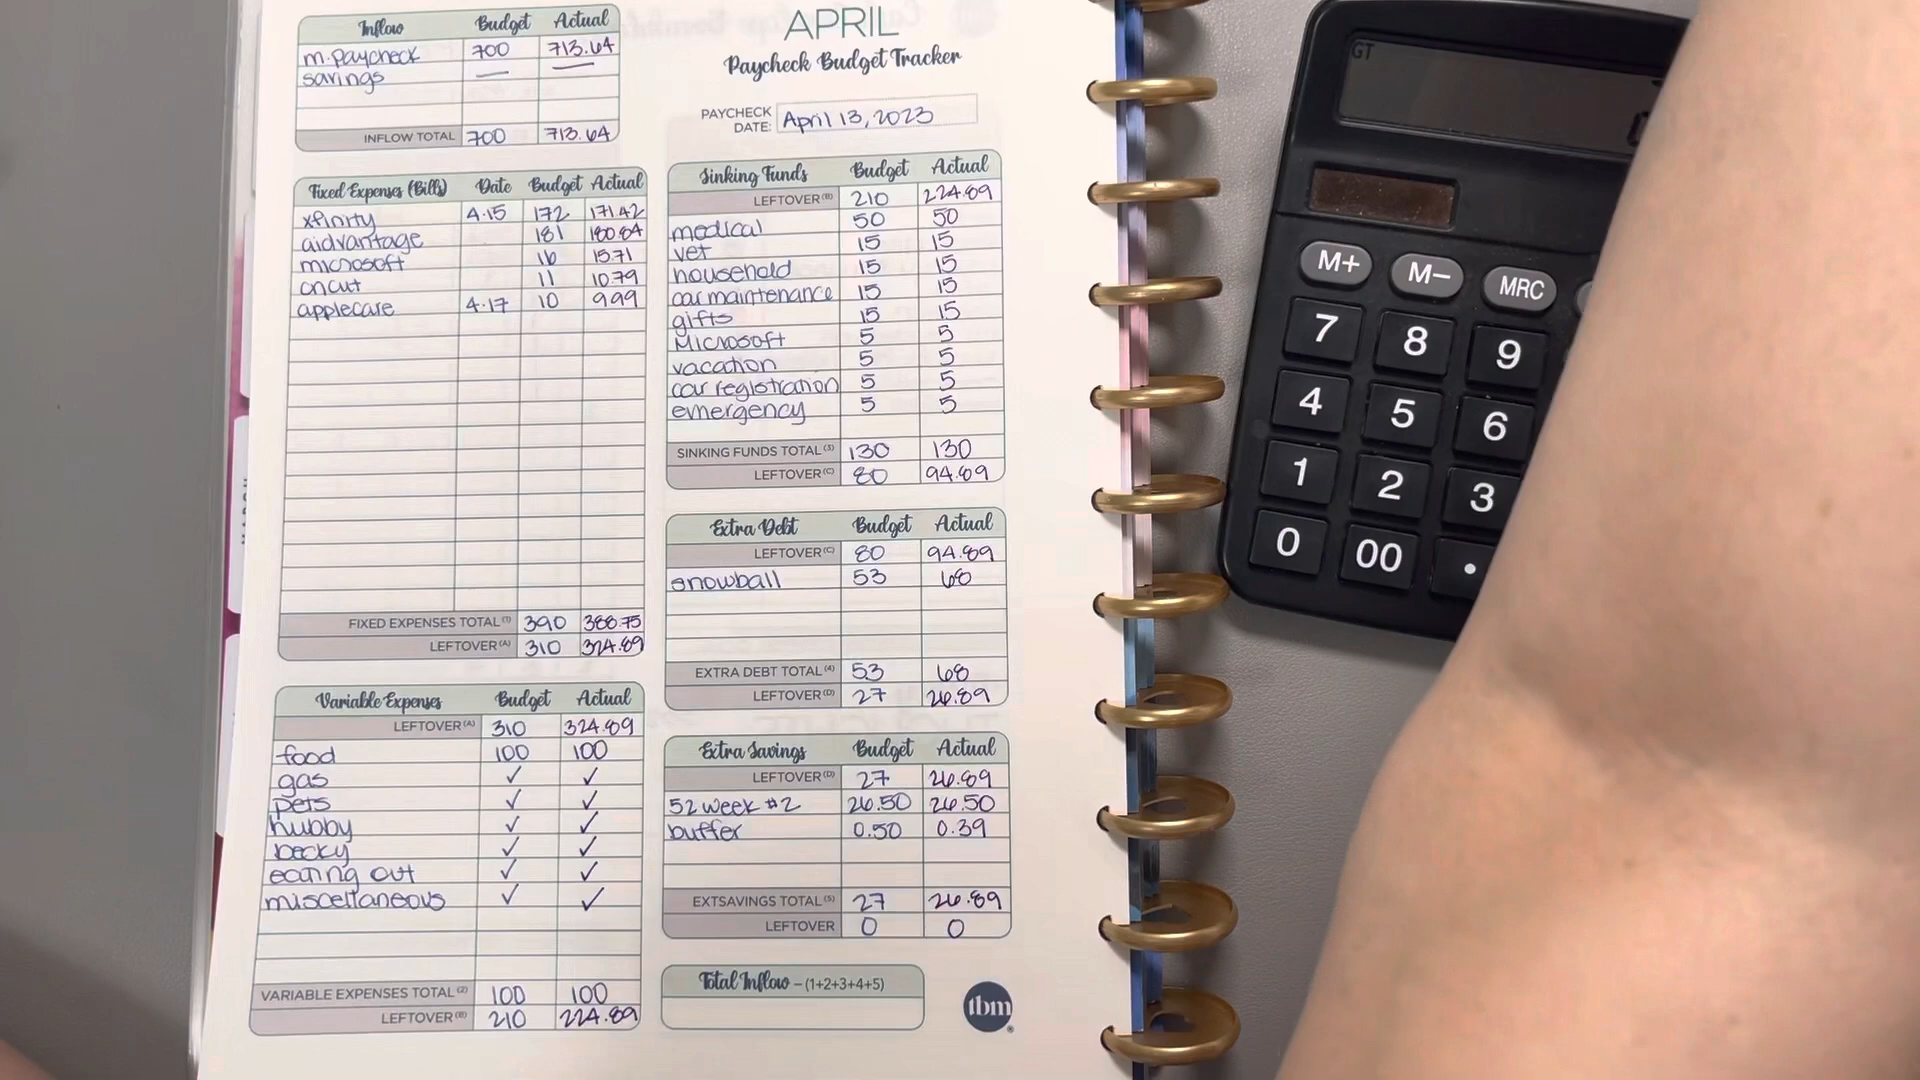 Inflow Budget Actual
m. paycheck 700 713.64
savings — —
INFLOW TOTAL 700 713.64
Fixed Expenses (Bills) Date Budget Actual
xfinity 4.15 172 171.42
aidvantage 181 180.84
microsoft 16 15.71
cricut 11 10.79
applecare 4.17 10 9.99
FIXED EXPENSES TOTAL (1) 390 388.75
LEFTOVER (A) 310 324.89
Variable Expenses Budget Actual
LEFTOVER (A) 310 324.89
food 100 100
gas ✓ ✓
pets ✓ ✓
hubby ✓ ✓
becky ✓ ✓
eating out ✓ ✓
miscellaneous ✓ ✓
VARIABLE EXPENSES TOTAL (2) 100 100
LEFTOVER (B) 210 224.89
APRIL
Paycheck Budget Tracker
PAYCHECK
DATE: April 13, 2023
Sinking Funds Budget Actual
LEFTOVER (B) 210 224.89
medical 50 50
vet 15 15
household 15 15
car maintenance 15 15
gifts 15 15
Microsoft 5 5
vacation 5 5
car registration 5 5
emergency 5 5
SINKING FUNDS TOTAL (3) 130 130
LEFTOVER (C) 80 94.89
Extra Debt Budget Actual
LEFTOVER (C) 80 94.89
snowball 53 68
EXTRA DEBT TOTAL (4) 53 68
LEFTOVER (D) 27 26.89
Extra Savings Budget Actual
LEFTOVER (D) 27 26.89
52 week #2 26.50 26.50
buffer 0.50 0.39
EXTSAVINGS TOTAL (5) 27 26.89
LEFTOVER 0 0
Total Inflow – (1+2+3+4+5)
tbm
GT
M+ M− MRC
7 8 9
4 5 6
1 2 3
0 00 .